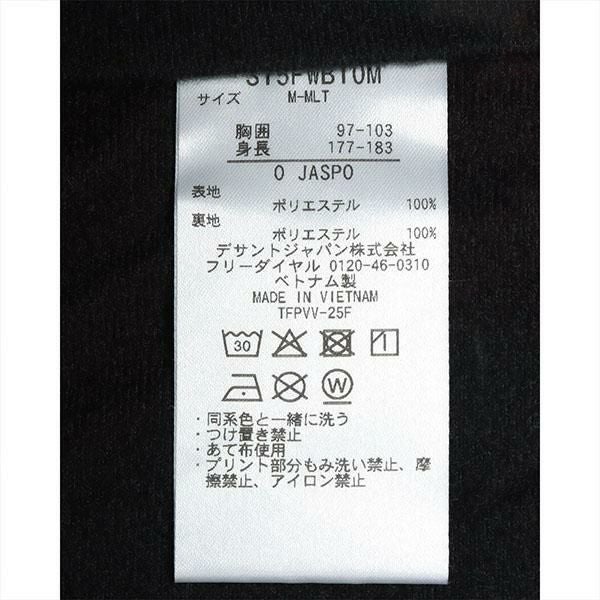 SY5FWB10M
サイズ M-MLT
胸囲 97-103
身長 177-183
O JASPO
表地
ポリエステル 100%
裏地
ポリエステル 100%
デサントジャパン株式会社
フリーダイヤル 0120-46-0310
ベトナム製
MADE IN VIETNAM
TFPVV-25F
30
W
・同系色と一緒に洗う
・つけ置き禁止
・あて布使用
・プリント部分もみ洗い禁止、摩
擦禁止、アイロン禁止